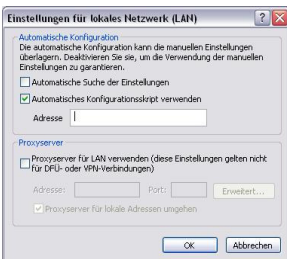 Einstellungen für lokales Netzwerk (LAN)
Automatische Konfiguration
Die automatische Konfiguration kann die manuellen Einstellungen
überlagern. Deaktivieren Sie sie, um die Verwendung der manuellen
Einstellungen zu garantieren.
Automatische Suche der Einstellungen
Automatisches Konfigurationsskript verwenden
Adresse
Proxyserver
Proxyserver für LAN verwenden (diese Einstellungen gelten nicht
für DFÜ- oder VPN-Verbindungen)
Adresse: Port: Erweitert...
Proxyserver für lokale Adressen umgehen
OK Abbrechen